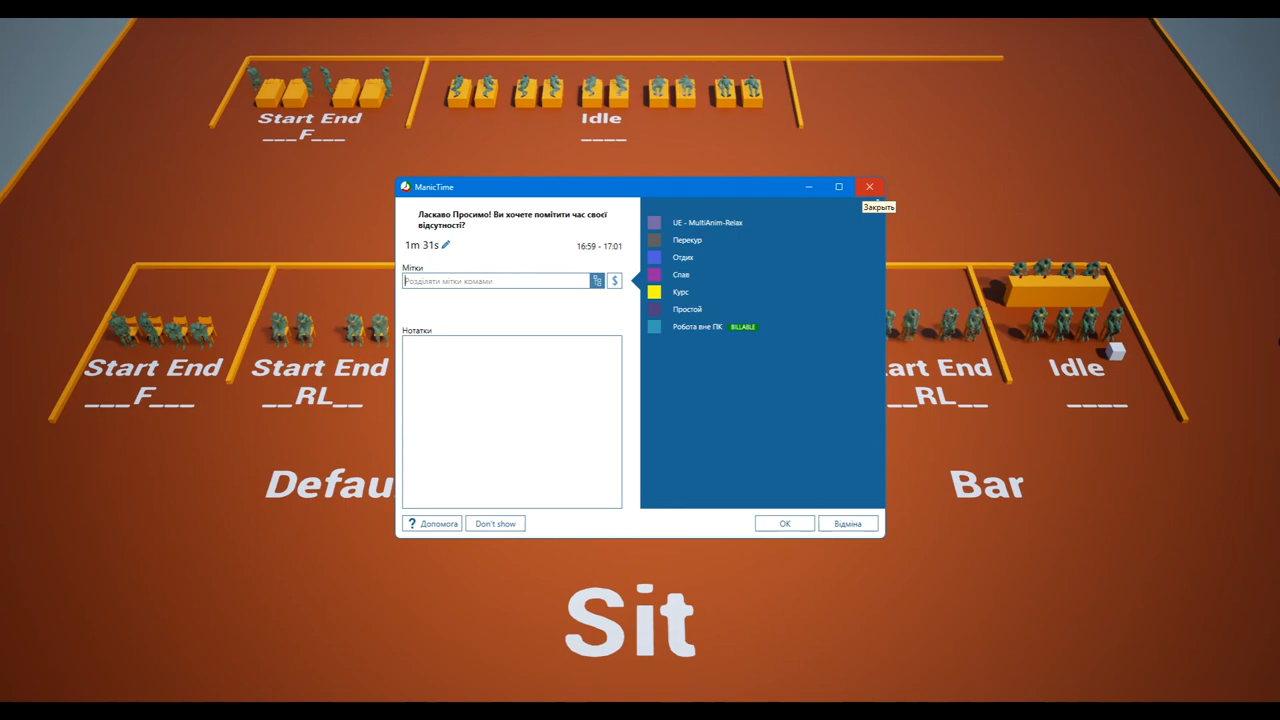 Start End
___F___
Idle
____
ManicTime
Закрыть
Ласкаво Просимо! Ви хочете помітити час своєї
відсутності?
1m 31s
16:59 - 17:01
Мітки
Розділяти мітки комами
$
Нотатки
UE - MultiAnim-Relax
Перекур
Отдих
Спав
Курс
Простой
Робота вне ПК BILLABLE
? Допомога
Don't show
OK
Відміна
Start End
___F___
Start End
__RL__
art End
__RL__
Idle
____
Defau
Bar
Sit